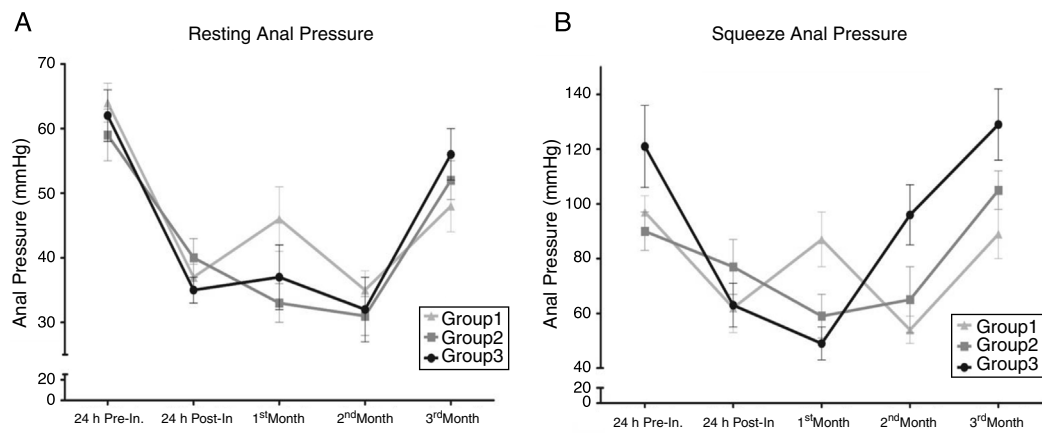 A
Resting Anal Pressure
Anal Pressure (mmHg)
70
60
50
40
30
20
0
24 h Pre-In.
24 h Post-In
1stMonth
2ndMonth
3rdMonth
Group1
Group2
Group3
B
Squeeze Anal Pressure
Anal Pressure (mmHg)
140
120
100
80
60
40
20
0
24 h Pre-In.
24 h Post-In
1stMonth
2ndMonth
3rdMonth
Group1
Group2
Group3